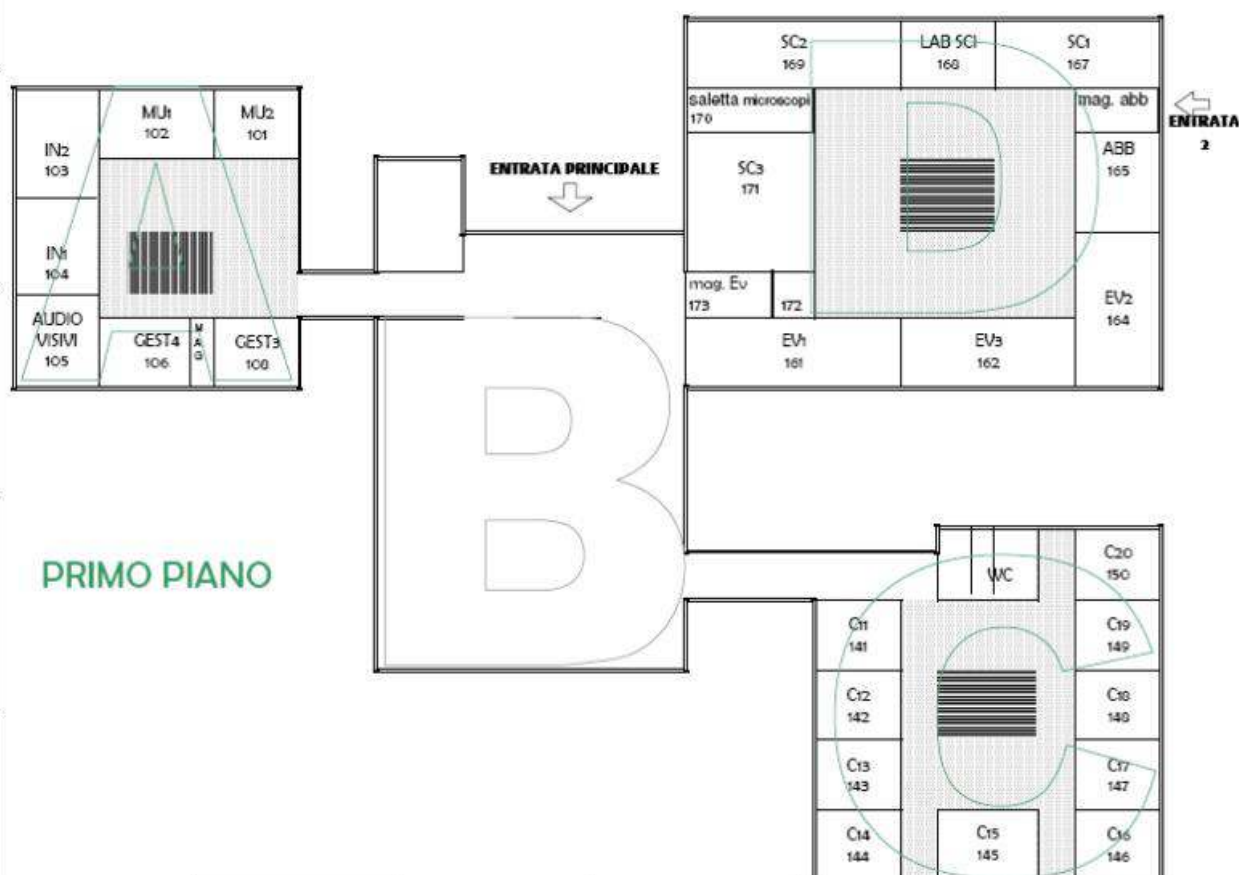 SC2
169
LAB SCI
168
SC1
167
saletta microscopi
170
mag. abb
ENTRATA
2
SC3
171
ABB
165
D
mag. Ev
173
172
EV2
164
EV1
161
EV3
162
MU1
102
MU2
101
IN2
103
IN1
104
A
AUDIO
VISIVI
105
GEST4
106
MAG
GEST3
108
ENTRATA PRINCIPALE
B
PRIMO PIANO
WC
C20
150
C11
141
C19
149
C12
142
C18
148
C
C13
143
C17
147
C14
144
C15
145
C16
146